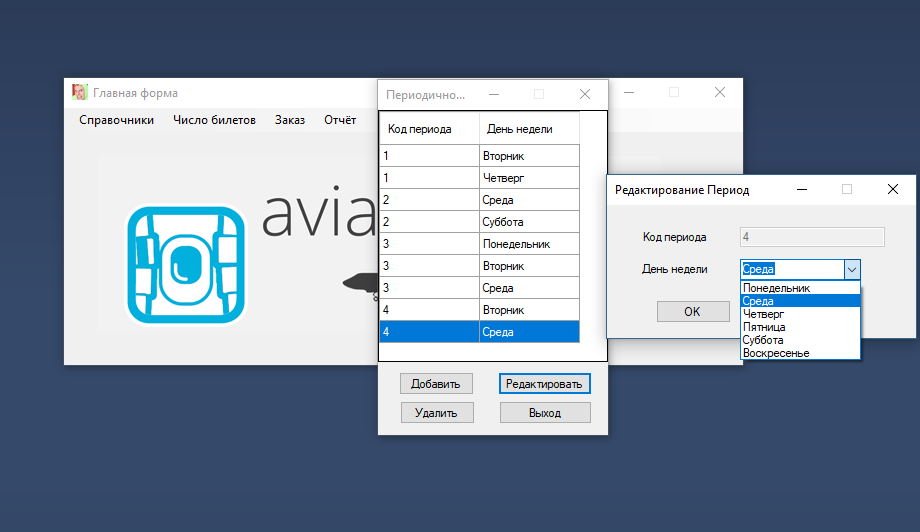 Главная форма
Справочники Число билетов Заказ Отчёт
avia
Периодично...
Код периода День недели
1 Вторник
1 Четверг
2 Среда
2 Суббота
3 Понедельник
3 Вторник
3 Среда
4 Вторник
4 Среда
Добавить Редактировать
Удалить Выход
Редактирование Период
Код периода 4
День недели Среда
Понедельник
Среда
Четверг
Пятница
Суббота
Воскресенье
OK